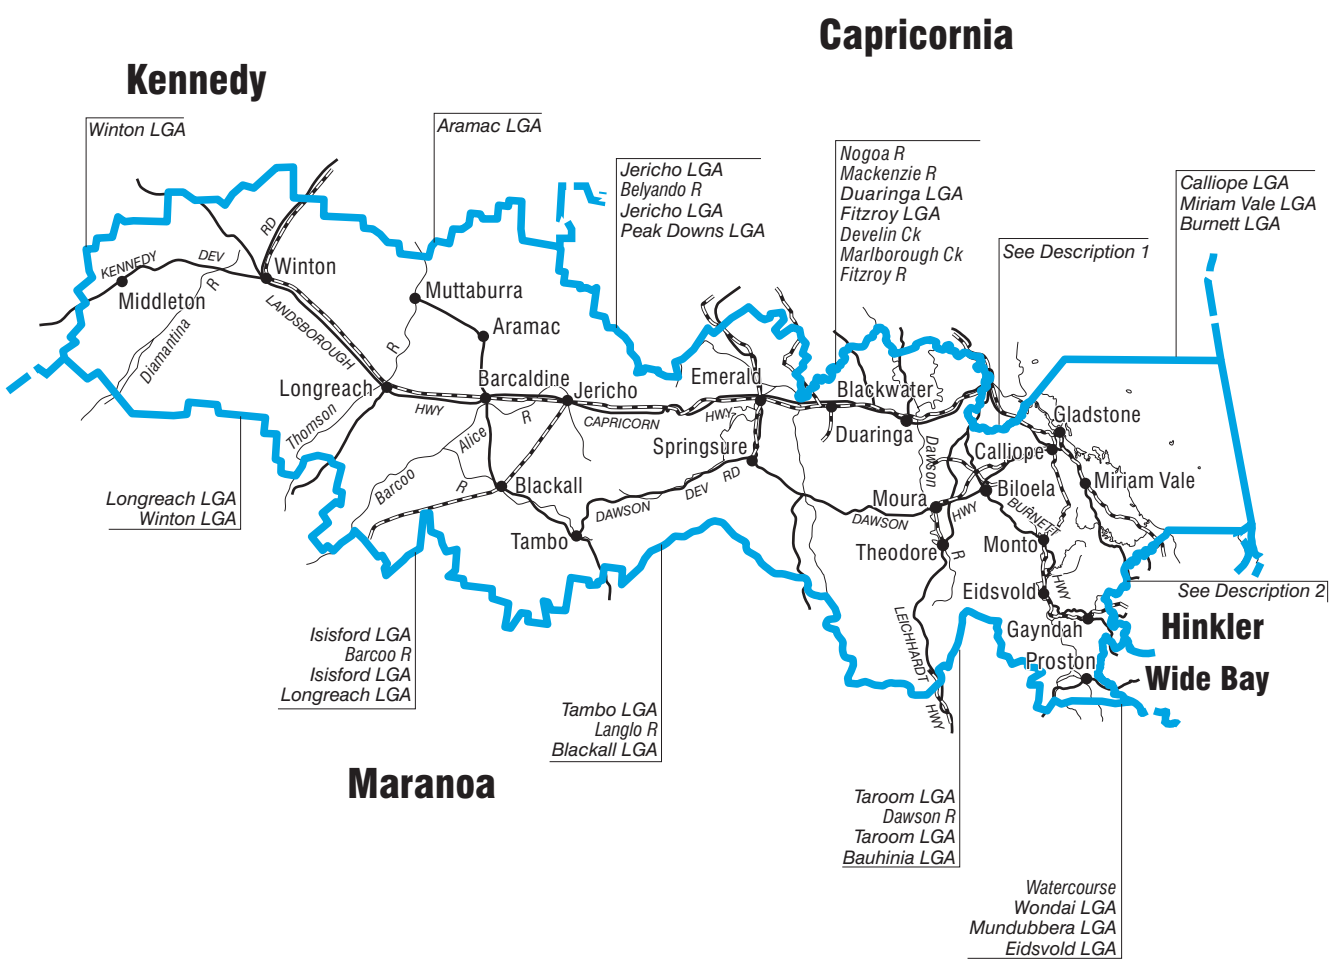 Capricornia
Kennedy
Winton LGA
Aramac LGA
Jericho LGA
Belyando R
Jericho LGA
Peak Downs LGA
Nogoa R
Mackenzie R
Duaringa LGA
Fitzroy LGA
Develin Ck
Marlborough Ck
Fitzroy R
See Description 1
Calliope LGA
Miriam Vale LGA
Burnett LGA
RD
KENNEDY
DEV
R
Winton
Middleton
Diamantina
R
LANDSBOROUGH
Muttaburra
Aramac
R
Longreach
HWY
Thomson
Barcaldine
Jericho
R
Alice
CAPRICORN
HWY
Emerald
Blackwater
Duaringa
Springsure
Dawson
Gladstone
Calliope
Miriam Vale
Biloela
BURNETT
Moura
HWY
DAWSON
Barcoo
R
Blackall
DAWSON
DEV
RD
Tambo
Theodore
R
Monto
HWY
Eidsvold
Gayndah
Proston
LEICHHARDT
HWY
Longreach LGA
Winton LGA
See Description 2
Hinkler
Wide Bay
Isisford LGA
Barcoo R
Isisford LGA
Longreach LGA
Tambo LGA
Langlo R
Blackall LGA
Maranoa
Taroom LGA
Dawson R
Taroom LGA
Bauhinia LGA
Watercourse
Wondai LGA
Mundubbera LGA
Eidsvold LGA